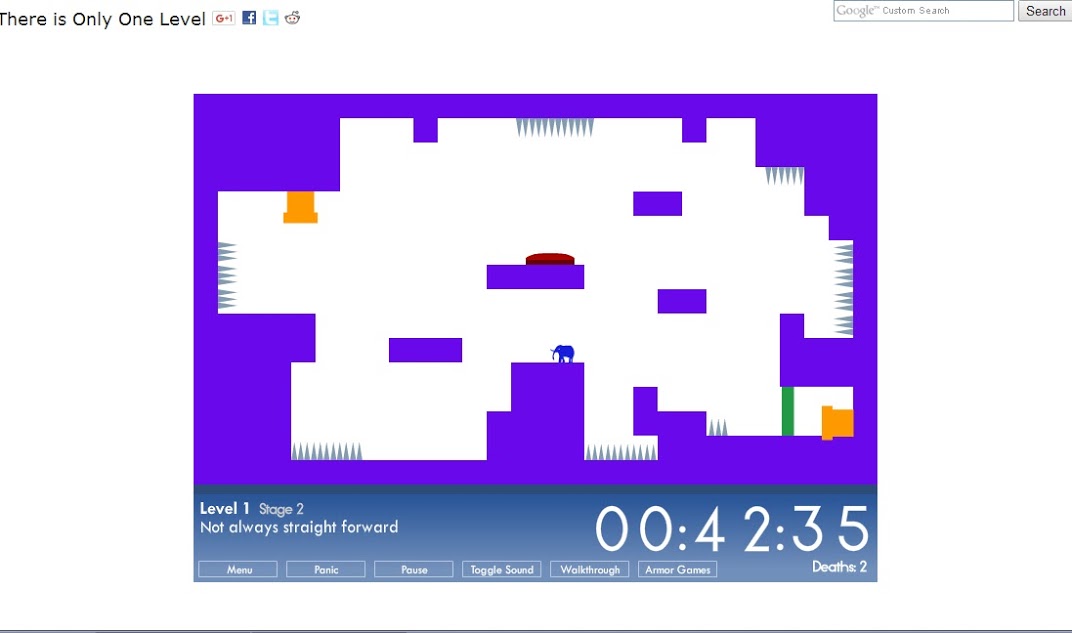 There is Only One Level G+1 f t
Google™ Custom Search Search
Level 1 Stage 2
Not always straight forward
00:42:35
Deaths: 2
Menu Panic Pause Toggle Sound Walkthrough Armor Games